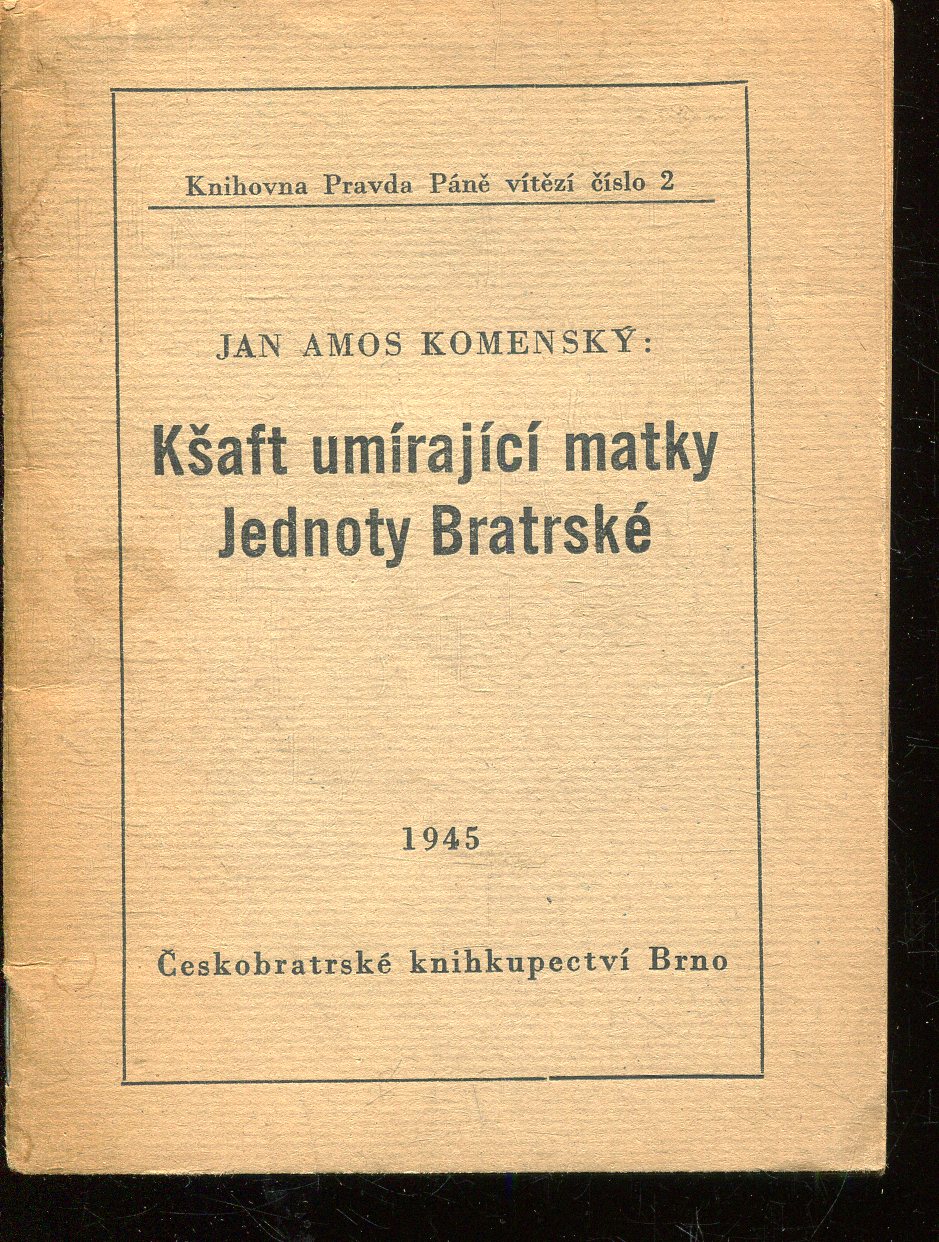 Knihovna Pravda Páně vítězí číslo 2
JAN AMOS KOMENSKÝ:
Kšaft umírající matky
Jednoty Bratrské
1945
Českobratrské knihkupectví Brno